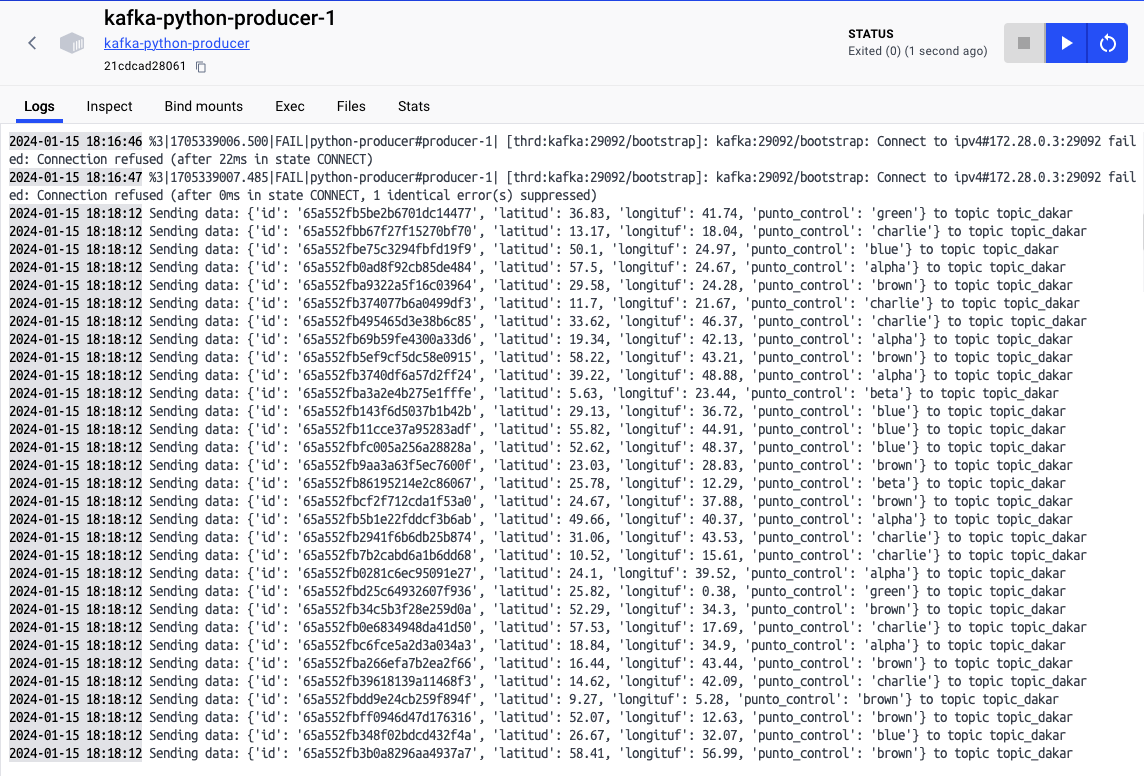 kafka-python-producer-1
kafka-python-producer
21cdcad28061
STATUS
Exited (0) (1 second ago)
Logs Inspect Bind mounts Exec Files Stats
2024-01-15 18:16:46 %3|1705339006.500|FAIL|python-producer#producer-1| [thrd:kafka:29092/bootstrap]: kafka:29092/bootstrap: Connect to ipv4#172.28.0.3:29092 fail
ed: Connection refused (after 22ms in state CONNECT)
2024-01-15 18:16:47 %3|1705339007.485|FAIL|python-producer#producer-1| [thrd:kafka:29092/bootstrap]: kafka:29092/bootstrap: Connect to ipv4#172.28.0.3:29092 fail
ed: Connection refused (after 0ms in state CONNECT, 1 identical error(s) suppressed)
2024-01-15 18:18:12 Sending data: {'id': '65a552fb5be2b6701dc14477', 'latitud': 36.83, 'longituf': 41.74, 'punto_control': 'green'} to topic topic_dakar
2024-01-15 18:18:12 Sending data: {'id': '65a552fbb67f27f15270bf70', 'latitud': 13.17, 'longituf': 18.04, 'punto_control': 'charlie'} to topic topic_dakar
2024-01-15 18:18:12 Sending data: {'id': '65a552fbe75c3294fbfd19f9', 'latitud': 50.1, 'longituf': 24.97, 'punto_control': 'blue'} to topic topic_dakar
2024-01-15 18:18:12 Sending data: {'id': '65a552fb0ad8f92cb85de484', 'latitud': 57.5, 'longituf': 24.67, 'punto_control': 'alpha'} to topic topic_dakar
2024-01-15 18:18:12 Sending data: {'id': '65a552fba9322a5f16c03964', 'latitud': 29.58, 'longituf': 24.28, 'punto_control': 'brown'} to topic topic_dakar
2024-01-15 18:18:12 Sending data: {'id': '65a552fb374077b6a0499df3', 'latitud': 11.7, 'longituf': 21.67, 'punto_control': 'charlie'} to topic topic_dakar
2024-01-15 18:18:12 Sending data: {'id': '65a552fb495465d3e38b6c85', 'latitud': 33.62, 'longituf': 46.37, 'punto_control': 'charlie'} to topic topic_dakar
2024-01-15 18:18:12 Sending data: {'id': '65a552fb69b59fe4300a33d6', 'latitud': 19.34, 'longituf': 42.13, 'punto_control': 'alpha'} to topic topic_dakar
2024-01-15 18:18:12 Sending data: {'id': '65a552fb5ef9cf5dc58e0915', 'latitud': 58.22, 'longituf': 43.21, 'punto_control': 'brown'} to topic topic_dakar
2024-01-15 18:18:12 Sending data: {'id': '65a552fb3740df6a57d2ff24', 'latitud': 39.22, 'longituf': 48.88, 'punto_control': 'alpha'} to topic topic_dakar
2024-01-15 18:18:12 Sending data: {'id': '65a552fba3a2e4b275e1fffe', 'latitud': 5.63, 'longituf': 23.44, 'punto_control': 'beta'} to topic topic_dakar
2024-01-15 18:18:12 Sending data: {'id': '65a552fb143f6d5037b1b42b', 'latitud': 29.13, 'longituf': 36.72, 'punto_control': 'blue'} to topic topic_dakar
2024-01-15 18:18:12 Sending data: {'id': '65a552fb11cce37a95283adf', 'latitud': 55.82, 'longituf': 44.91, 'punto_control': 'blue'} to topic topic_dakar
2024-01-15 18:18:12 Sending data: {'id': '65a552fbfc005a256a28828a', 'latitud': 52.62, 'longituf': 48.37, 'punto_control': 'blue'} to topic topic_dakar
2024-01-15 18:18:12 Sending data: {'id': '65a552fb9aa3a63f5ec7600f', 'latitud': 23.03, 'longituf': 28.83, 'punto_control': 'brown'} to topic topic_dakar
2024-01-15 18:18:12 Sending data: {'id': '65a552fb86195214e2c86067', 'latitud': 25.78, 'longituf': 12.29, 'punto_control': 'beta'} to topic topic_dakar
2024-01-15 18:18:12 Sending data: {'id': '65a552fbcf2f712cda1f53a0', 'latitud': 24.67, 'longituf': 37.88, 'punto_control': 'brown'} to topic topic_dakar
2024-01-15 18:18:12 Sending data: {'id': '65a552fb5b1e22fddcf3b6ab', 'latitud': 49.66, 'longituf': 40.37, 'punto_control': 'alpha'} to topic topic_dakar
2024-01-15 18:18:12 Sending data: {'id': '65a552fb2941f6b6db25b874', 'latitud': 31.06, 'longituf': 43.53, 'punto_control': 'charlie'} to topic topic_dakar
2024-01-15 18:18:12 Sending data: {'id': '65a552fb7b2cabd6a1b6dd68', 'latitud': 10.52, 'longituf': 15.61, 'punto_control': 'charlie'} to topic topic_dakar
2024-01-15 18:18:12 Sending data: {'id': '65a552fb0281c6ec95091e27', 'latitud': 24.1, 'longituf': 39.52, 'punto_control': 'alpha'} to topic topic_dakar
2024-01-15 18:18:12 Sending data: {'id': '65a552fbd25c64932607f936', 'latitud': 25.82, 'longituf': 0.38, 'punto_control': 'green'} to topic topic_dakar
2024-01-15 18:18:12 Sending data: {'id': '65a552fb34c5b3f28e259d0a', 'latitud': 52.29, 'longituf': 34.3, 'punto_control': 'brown'} to topic topic_dakar
2024-01-15 18:18:12 Sending data: {'id': '65a552fb0e6834948da41d50', 'latitud': 57.53, 'longituf': 17.69, 'punto_control': 'charlie'} to topic topic_dakar
2024-01-15 18:18:12 Sending data: {'id': '65a552fbc6fce5a2d3a034a3', 'latitud': 18.84, 'longituf': 34.9, 'punto_control': 'alpha'} to topic topic_dakar
2024-01-15 18:18:12 Sending data: {'id': '65a552fba266efa7b2ea2f66', 'latitud': 16.44, 'longituf': 43.44, 'punto_control': 'brown'} to topic topic_dakar
2024-01-15 18:18:12 Sending data: {'id': '65a552fb39618139a11468f3', 'latitud': 14.62, 'longituf': 42.09, 'punto_control': 'charlie'} to topic topic_dakar
2024-01-15 18:18:12 Sending data: {'id': '65a552fbdd9e24cb259f894f', 'latitud': 9.27, 'longituf': 5.28, 'punto_control': 'brown'} to topic topic_dakar
2024-01-15 18:18:12 Sending data: {'id': '65a552fbff0946d47d176316', 'latitud': 52.07, 'longituf': 12.63, 'punto_control': 'brown'} to topic topic_dakar
2024-01-15 18:18:12 Sending data: {'id': '65a552fb348f02bdcd432f4a', 'latitud': 26.67, 'longituf': 32.07, 'punto_control': 'blue'} to topic topic_dakar
2024-01-15 18:18:12 Sending data: {'id': '65a552fb3b0a8296aa4937a7', 'latitud': 58.41, 'longituf': 56.99, 'punto_control': 'brown'} to topic topic_dakar